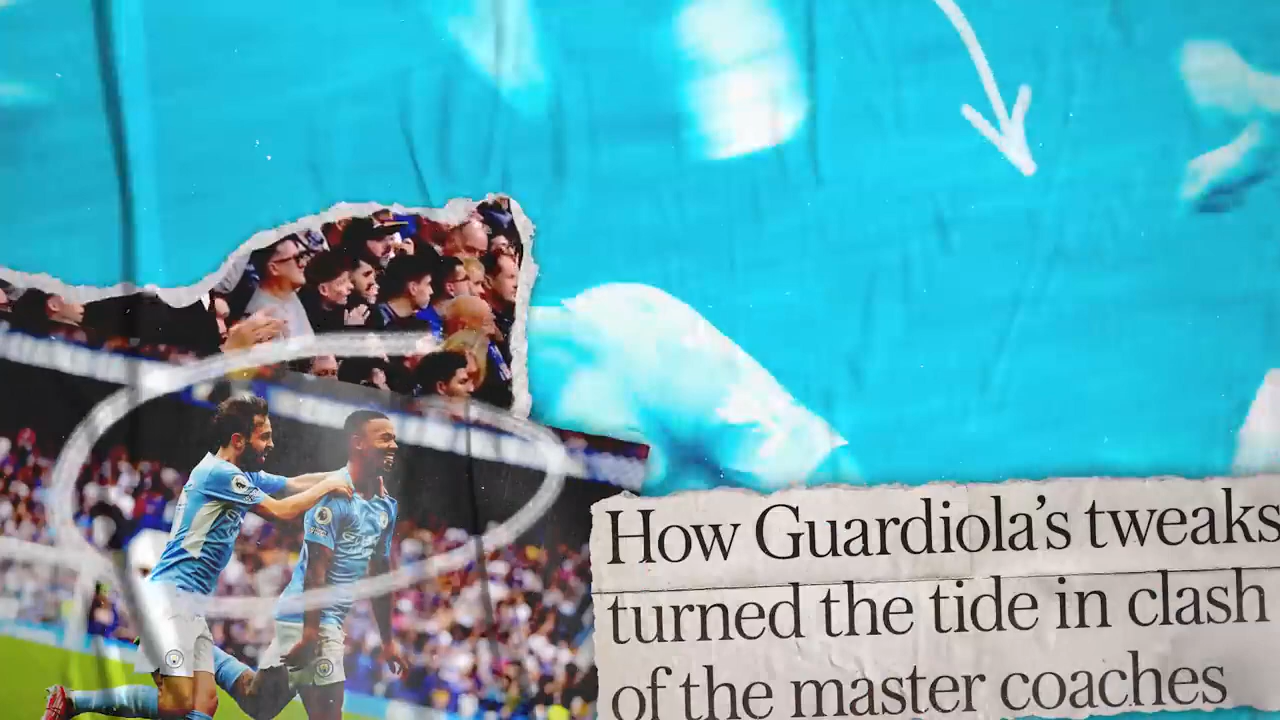 How Guardiola's tweaks
turned the tide in clash
of the master coaches